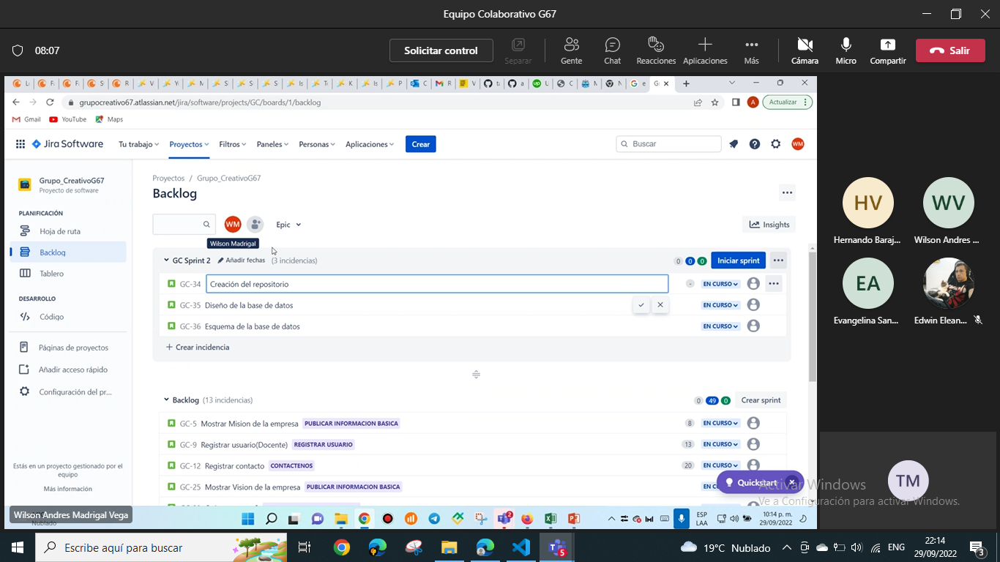 Equipo Colaborativo G67
08:07
Solicitar control
Separar
Gente
Chat
Reacciones
Aplicaciones
Más
Cámara
Micro
Compartir
Salir
grupocreativo67.atlassian.net/jira/software/projects/GC/boards/1/backlog
A
Actualizar
Gmail
YouTube
Maps
Jira Software
Tu trabajo
Proyectos
Filtros
Paneles
Personas
Aplicaciones
Crear
Buscar
WM
Grupo_CreativoG67
Proyecto de software
PLANIFICACIÓN
Hoja de ruta
Backlog
Tablero
DESARROLLO
Código
Páginas de proyectos
Añadir acceso rápido
Configuración del pr...
Estás en un proyecto gestionado por el
equipo
Más información
Proyectos / Grupo_CreativoG67
Backlog
WM
Epic
Insights
Wilson Madrigal
GC Sprint 2 Añadir fechas (3 incidencias) 0 0 0 Iniciar sprint
GC-34 Creación del repositorio - EN CURSO
GC-35 Diseño de la base de datos EN CURSO
GC-36 Esquema de la base de datos EN CURSO
+ Crear incidencia
Backlog (13 incidencias) 0 49 0 Crear sprint
GC-5 Mostrar Mision de la empresa PUBLICAR INFORMACION BASICA 8 EN CURSO
GC-9 Registrar usuario(Docente) REGISTRAR USUARIO 13 EN CURSO
GC-12 Registrar contacto CONTACTENOS 20 EN CURSO
GC-25 Mostrar Vision de la empresa PUBLICAR INFORMACION BASICA
Quickstart
HV
Hernando Baraj...
WV
Wilson Andres ...
EA
Evangelina San...
Edwin Elean...
TM
Activar Windows
Ve a Configuración para activar Windows.
Wilson Andres Madrigal Vega
Nublado
2
ESP
LAA
10:14 p. m.
29/09/2022
Escribe aquí para buscar
5
19°C Nublado
ENG
22:14
29/09/2022
3